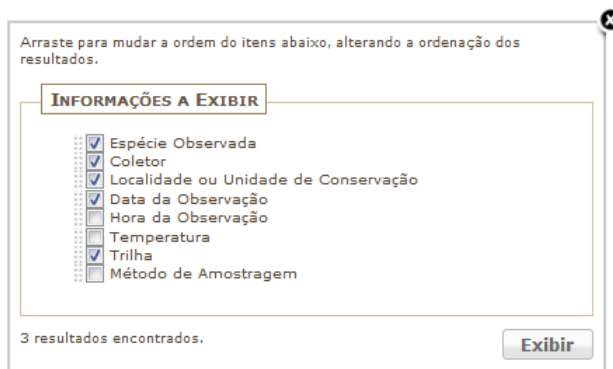 Arraste para mudar a ordem do itens abaixo, alterando a ordenação dos
resultados.
Informações a Exibir
Espécie Observada
Coletor
Localidade ou Unidade de Conservação
Data da Observação
Hora da Observação
Temperatura
Trilha
Método de Amostragem
3 resultados encontrados.
Exibir